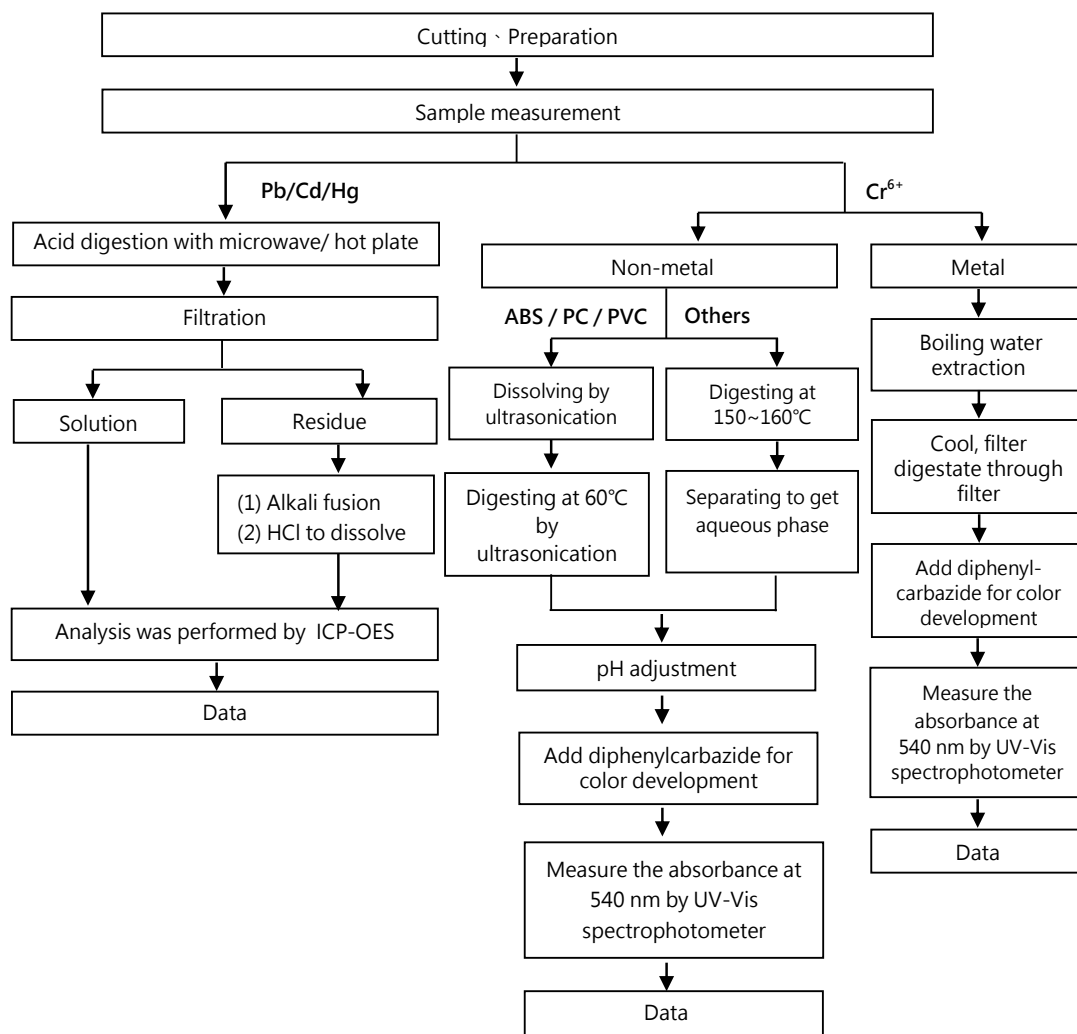 Cutting、Preparation
Sample measurement
Pb/Cd/Hg
Cr⁶⁺
Acid digestion with microwave/ hot plate
Filtration
Solution
Residue
(1) Alkali fusion
(2) HCl to dissolve
Analysis was performed by ICP-OES
Data
Non-metal
ABS / PC / PVC
Others
Dissolving by
ultrasonication
Digesting at 60℃
by
ultrasonication
Digesting at
150~160℃
Separating to get
aqueous phase
pH adjustment
Add diphenylcarbazide for
color development
Measure the absorbance at
540 nm by UV-Vis
spectrophotometer
Data
Metal
Boiling water
extraction
Cool, filter
digestate through
filter
Add diphenyl-
carbazide for color
development
Measure the
absorbance at
540 nm by UV-Vis
spectrophotometer
Data